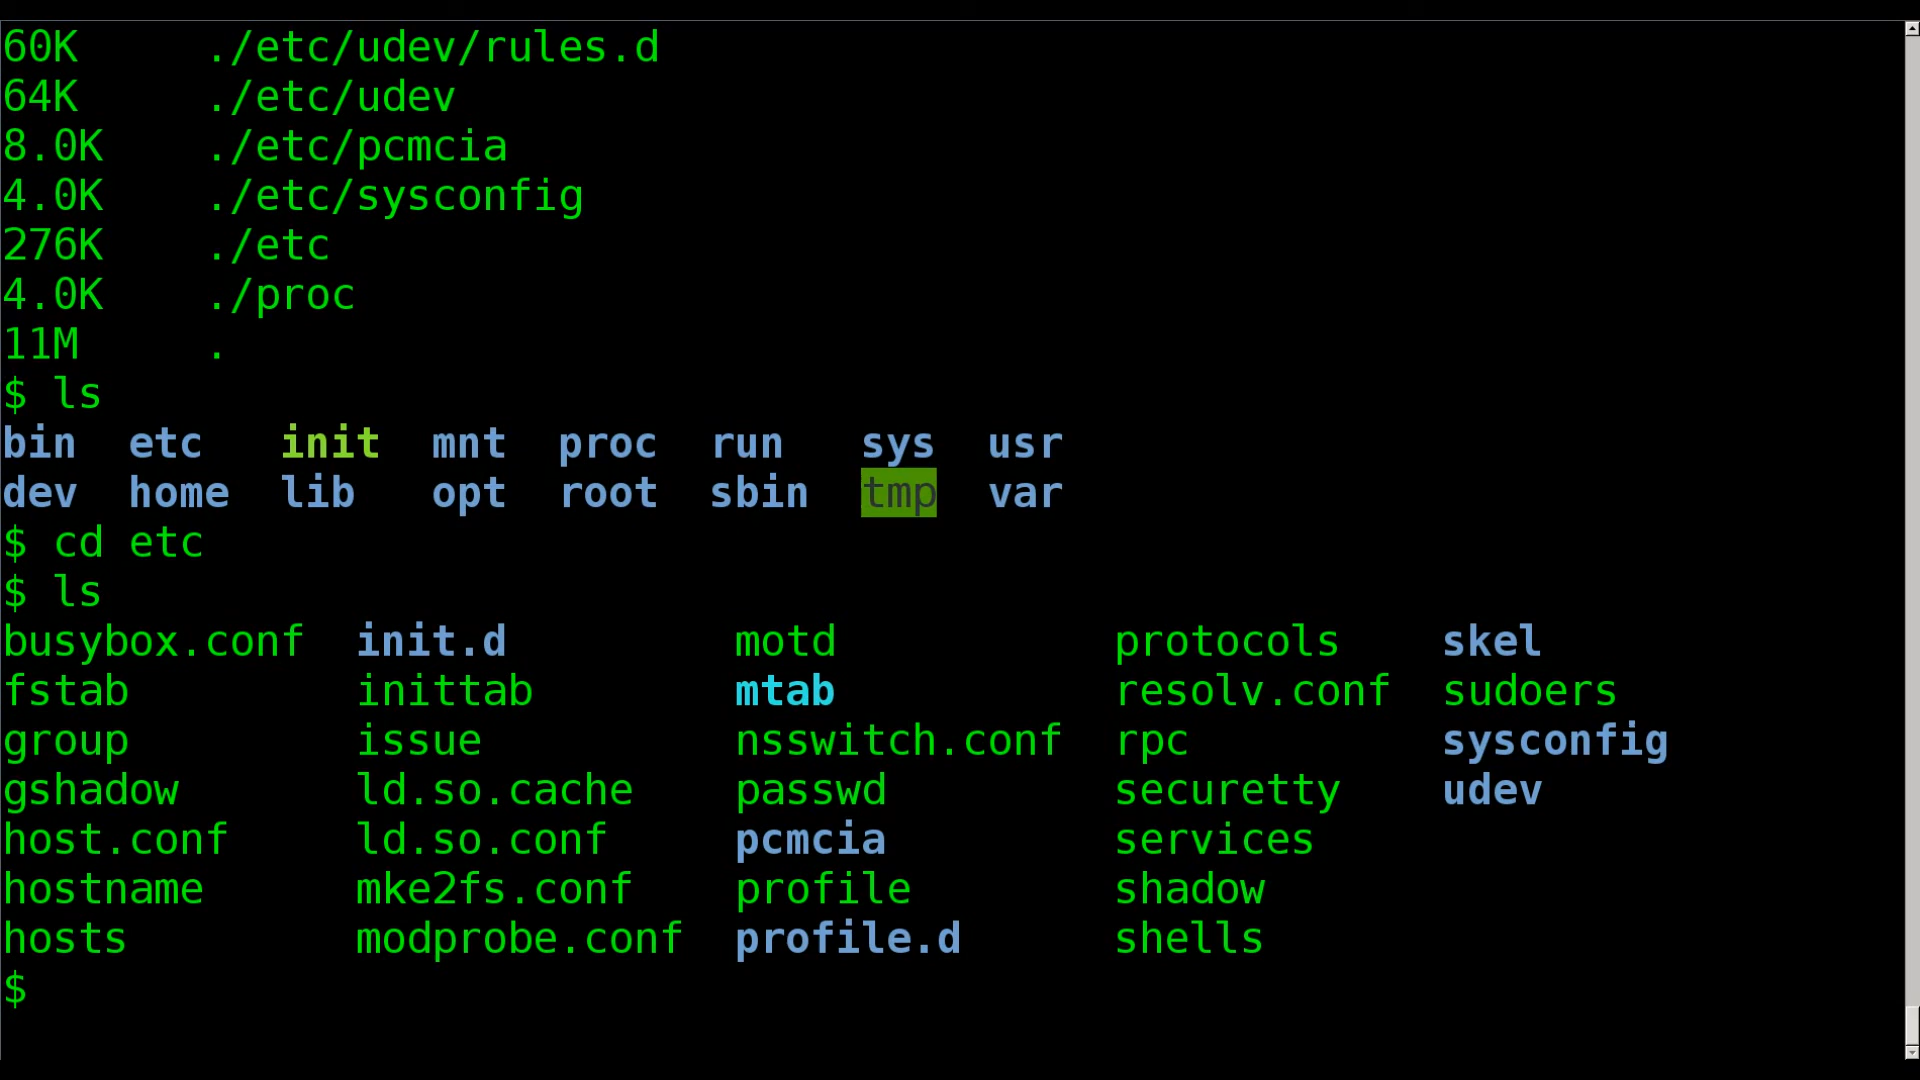 60K     ./etc/udev/rules.d
64K     ./etc/udev
8.0K    ./etc/pcmcia
4.0K    ./etc/sysconfig
276K    ./etc
4.0K    ./proc
11M     .
$ ls
bin  etc   init  mnt  proc  run   sys  usr
dev  home  lib   opt  root  sbin  tmp  var
$ cd etc
$ ls
busybox.conf  init.d         motd           protocols    skel
fstab         inittab        mtab           resolv.conf  sudoers
group         issue          nsswitch.conf  rpc          sysconfig
gshadow       ld.so.cache    passwd         securetty    udev
host.conf     ld.so.conf     pcmcia         services
hostname      mke2fs.conf    profile        shadow
hosts         modprobe.conf  profile.d      shells
$